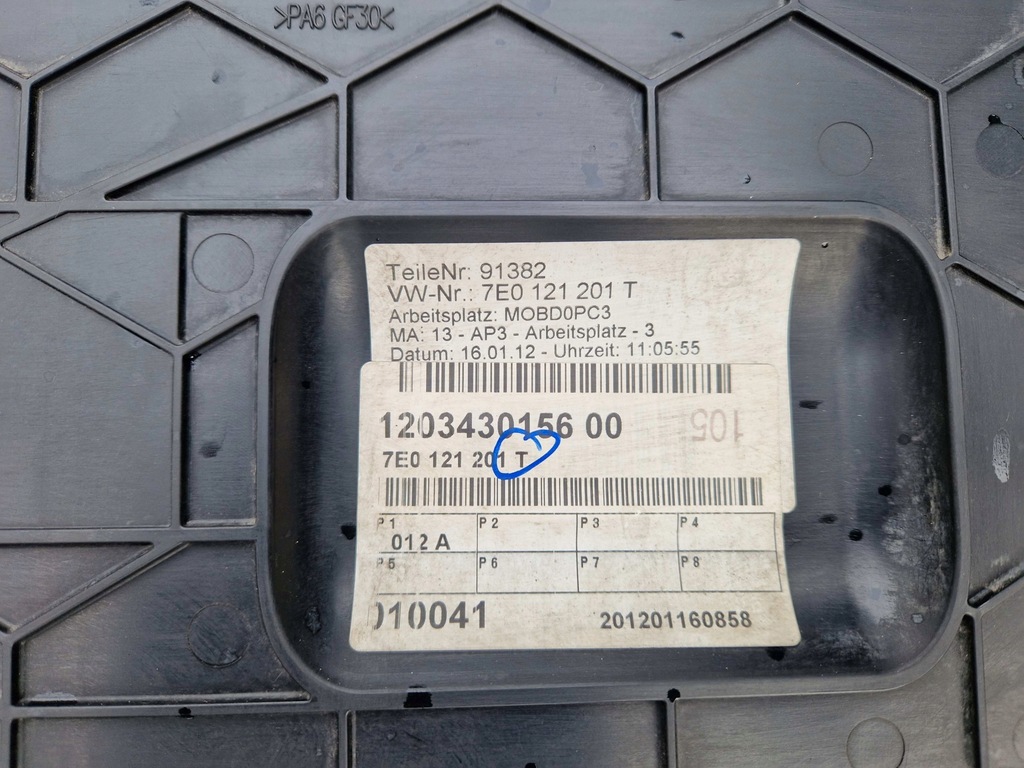 >PA6 GF30<
TeileNr: 91382
VW-Nr.: 7E0 121 201 T
Arbeitsplatz: MOBD0PC3
MA: 13 - AP3 - Arbeitsplatz - 3
Datum: 16.01.12 - Uhrzeit: 11:05:55
1203430156 00
105
7E0 121 201 T
P 1 P 2 P 3 P 4
012 A
P 5 P 6 P 7 P 8
010041 201201160858